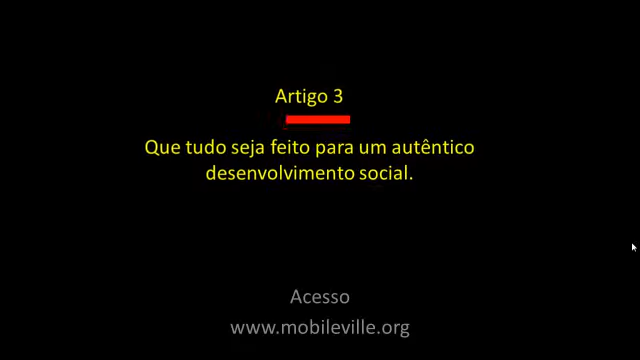 Artigo 3
Que tudo seja feito para um autêntico
desenvolvimento social.
Acesso
www.mobileville.org